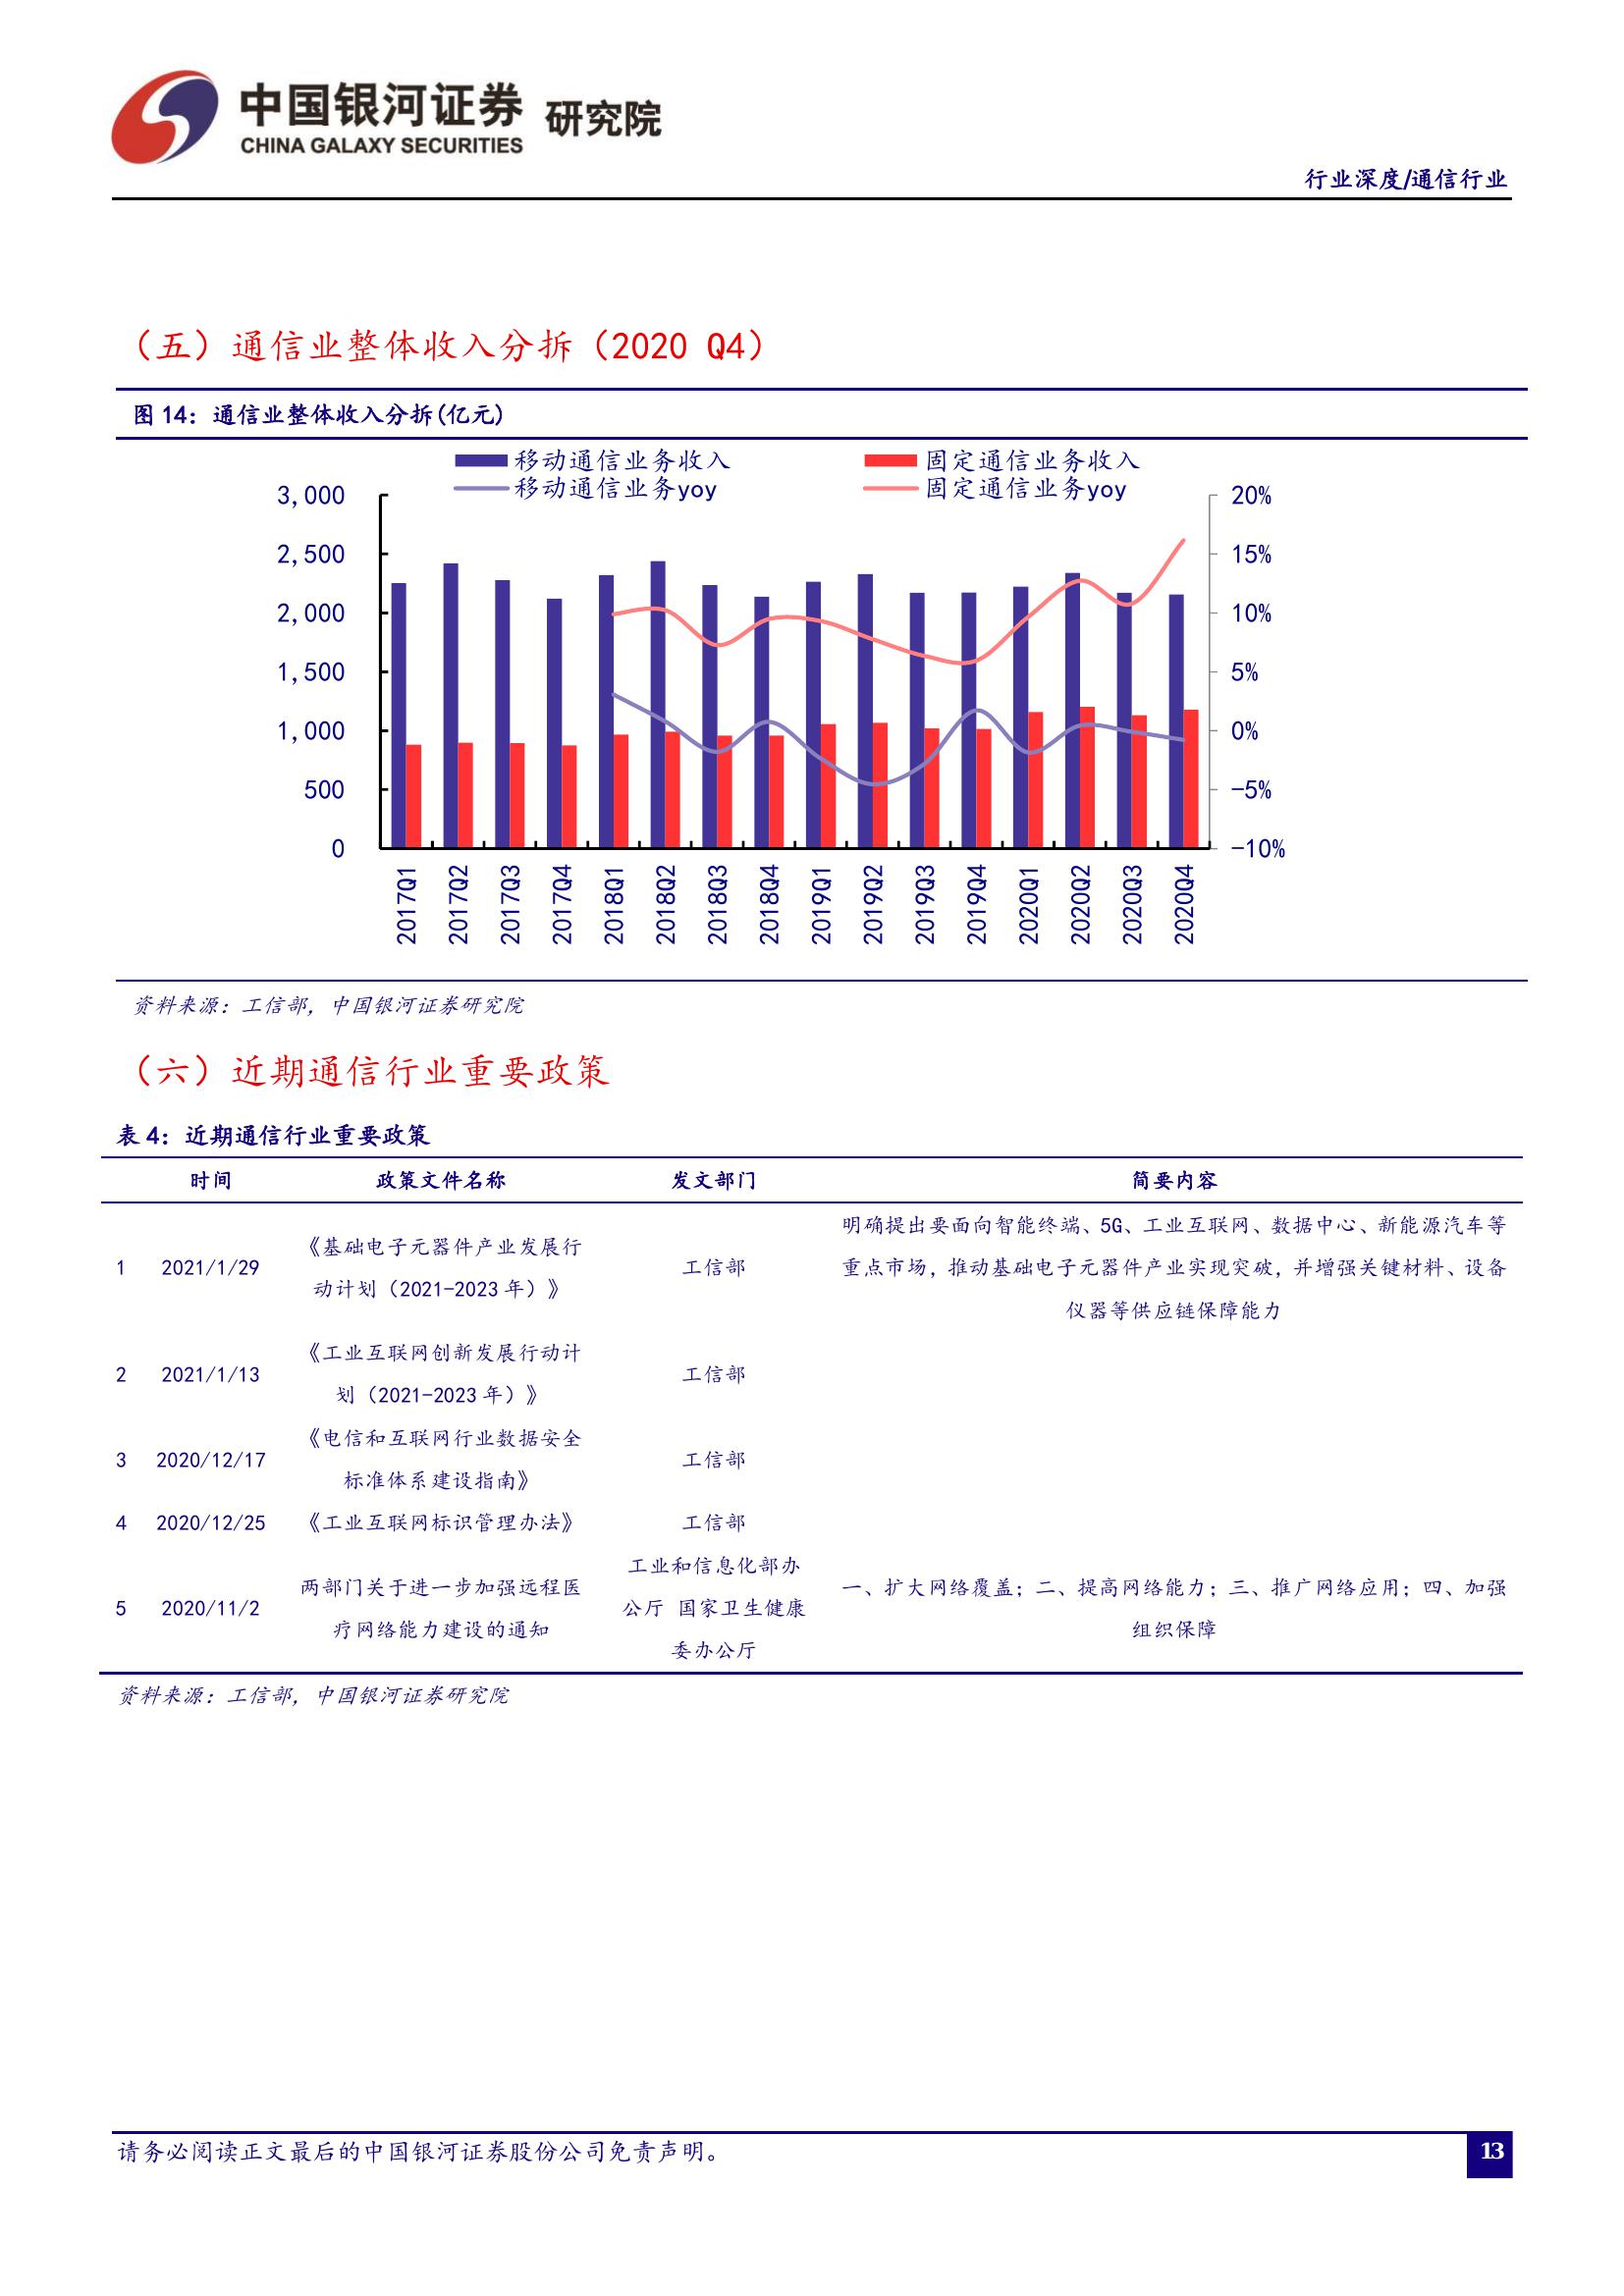 中国银河证券 研究院
CHINA GALAXY SECURITIES
行业深度/通信行业
（五）通信业整体收入分拆（2020 Q4）
图 14：通信业整体收入分拆(亿元)
移动通信业务收入 固定通信业务收入
移动通信业务yoy 固定通信业务yoy
3,000 20%
2,500 15%
2,000 10%
1,500 5%
1,000 0%
500 -5%
0 -10%
2017Q1 2017Q2 2017Q3 2017Q4 2018Q1 2018Q2 2018Q3 2018Q4 2019Q1 2019Q2 2019Q3 2019Q4 2020Q1 2020Q2 2020Q3 2020Q4
资料来源：工信部，中国银河证券研究院
（六）近期通信行业重要政策
表 4：近期通信行业重要政策
时间 政策文件名称 发文部门 简要内容
1 2021/1/29 《基础电子元器件产业发展行 工信部 明确提出要面向智能终端、5G、工业互联网、数据中心、新能源汽车等
动计划（2021-2023 年）》 重点市场，推动基础电子元器件产业实现突破，并增强关键材料、设备
仪器等供应链保障能力
2 2021/1/13 《工业互联网创新发展行动计 工信部
划（2021-2023 年）》
3 2020/12/17 《电信和互联网行业数据安全 工信部
标准体系建设指南》
4 2020/12/25 《工业互联网标识管理办法》 工信部
5 2020/11/2 两部门关于进一步加强远程医 工业和信息化部办 一、扩大网络覆盖；二、提高网络能力；三、推广网络应用；四、加强
疗网络能力建设的通知 公厅 国家卫生健康 组织保障
委办公厅
资料来源：工信部，中国银河证券研究院
请务必阅读正文最后的中国银河证券股份公司免责声明。
13